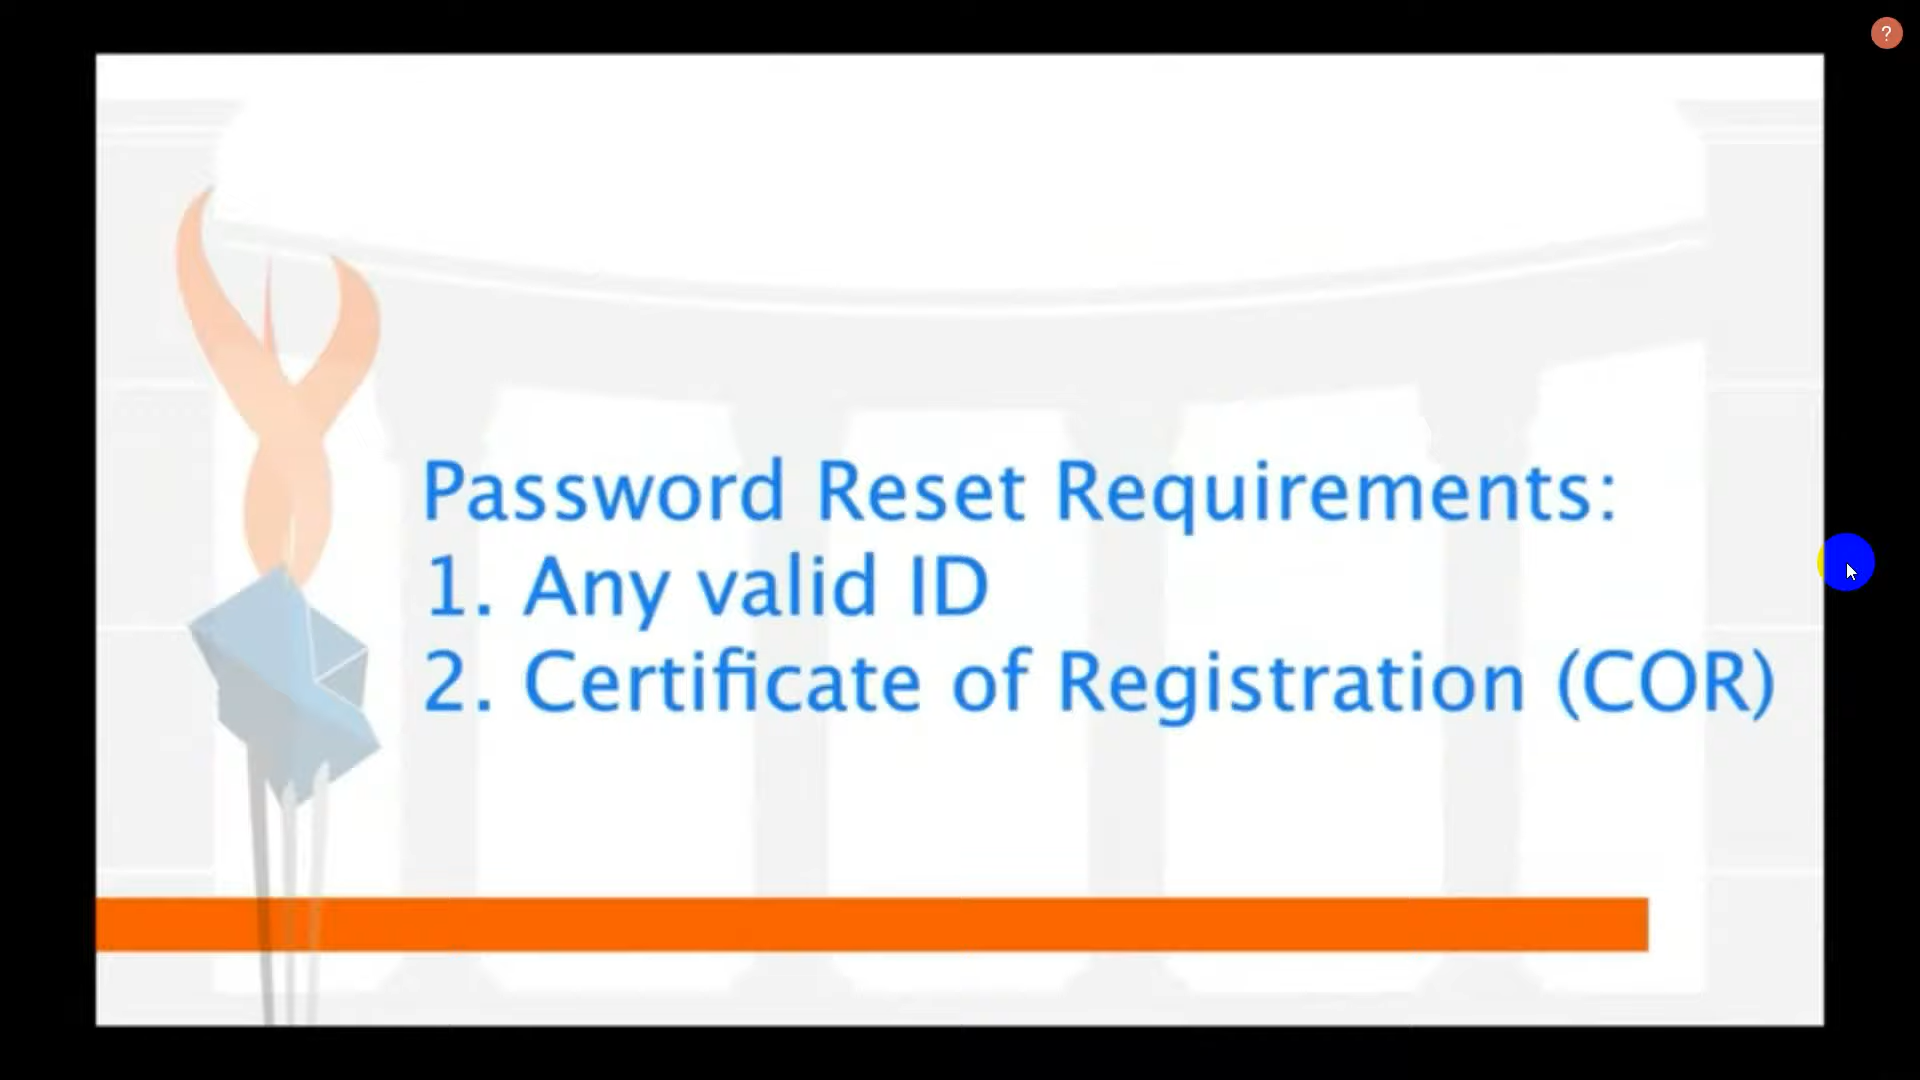 ?
Password Reset Requirements:
1. Any valid ID
2. Certificate of Registration (COR)